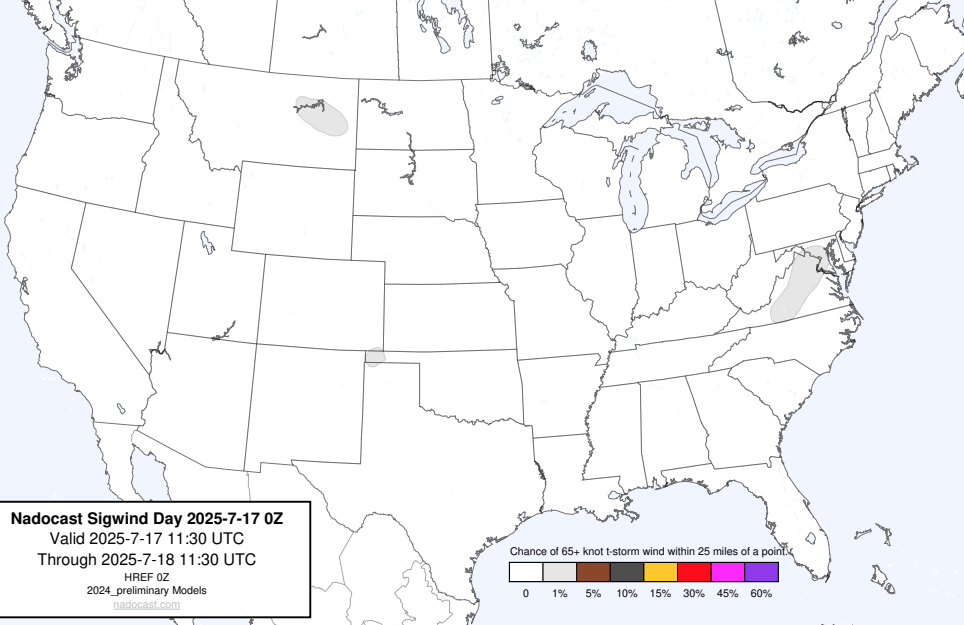 Nadocast Sigwind Day 2025-7-17 0Z
Valid 2025-7-17 11:30 UTC
Through 2025-7-18 11:30 UTC
HREF 0Z
2024_preliminary Models
nadocast.com
Chance of 65+ knot t-storm wind within 25 miles of a point.
0 1% 5% 10% 15% 30% 45% 60%